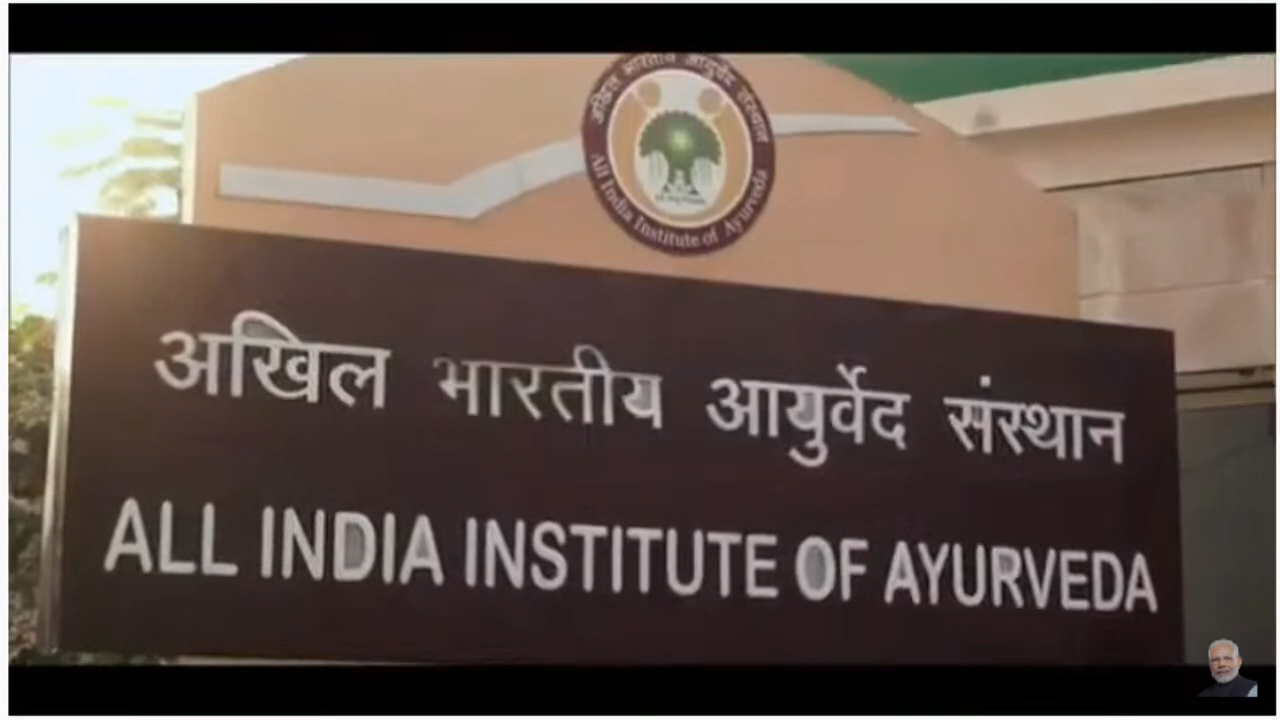 अखिल भारतीय आयुर्वेद संस्थान
All India Institute of Ayurveda
अखिल भारतीय आयुर्वेद संस्थान
ALL INDIA INSTITUTE OF AYURVEDA